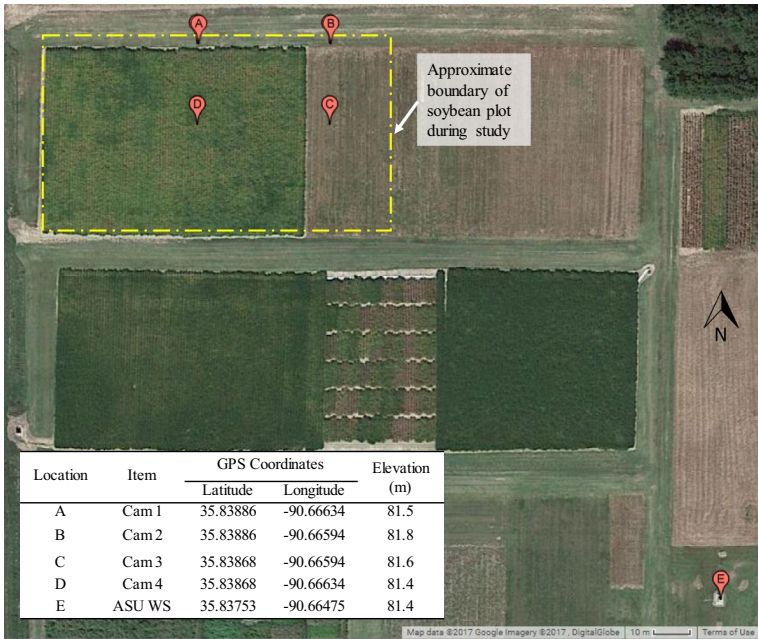 A
B
Approximate
boundary of
soybean plot
during study
D
C
N
E
Location Item GPS Coordinates Elevation (m)
Latitude Longitude
A Cam 1 35.83886 -90.66634 81.5
B Cam 2 35.83886 -90.66594 81.8
C Cam 3 35.83868 -90.66594 81.6
D Cam 4 35.83868 -90.66634 81.4
E ASU WS 35.83753 -90.66475 81.4
Map data ©2017 Google Imagery ©2017, DigitalGlobe 10 m Terms of Use